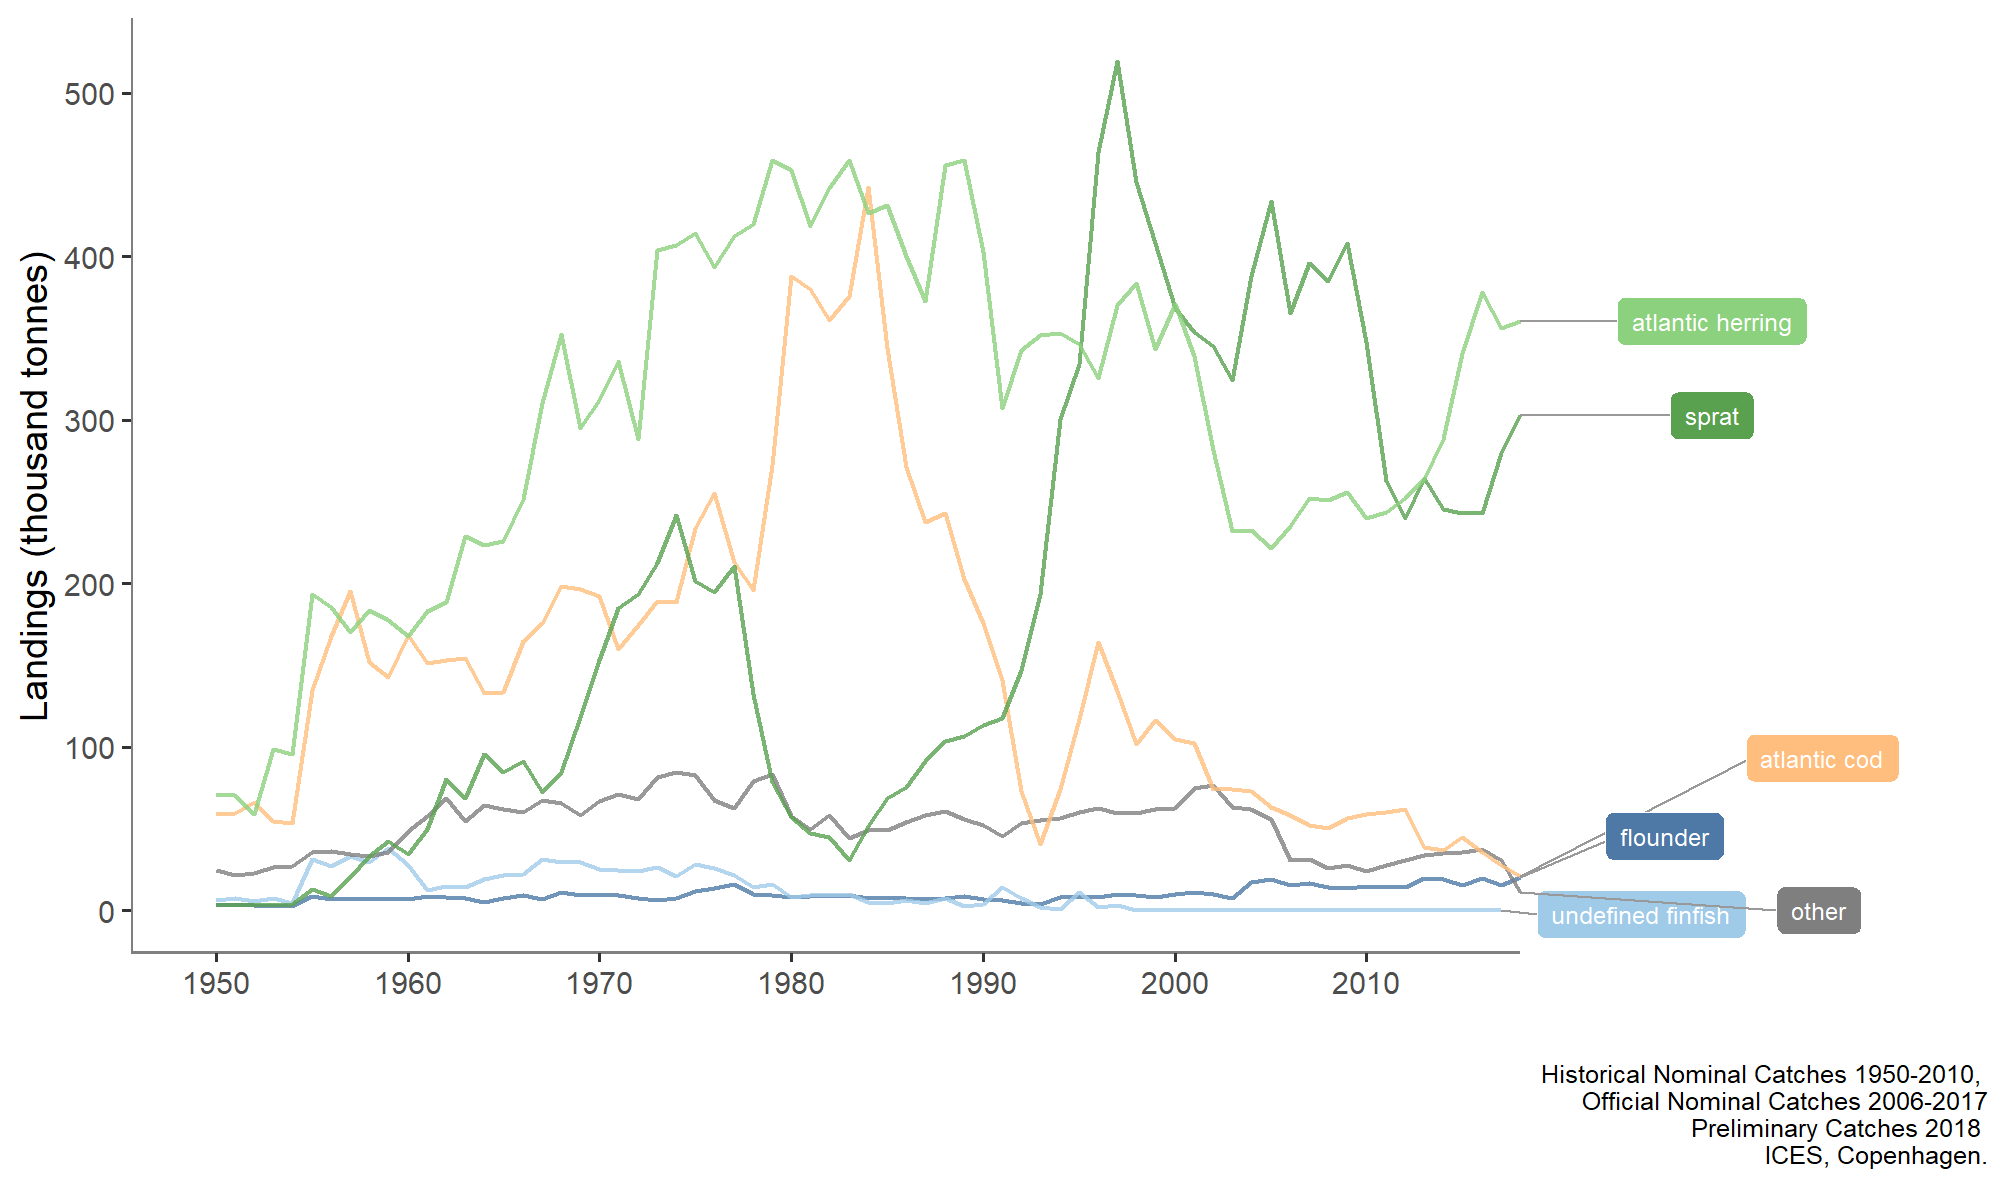 Landings (thousand tonnes)
500
400
300
200
100
0
1950 1960 1970 1980 1990 2000 2010
atlantic herring
sprat
atlantic cod
flounder
other
undefined finfish
Historical Nominal Catches 1950-2010,
Official Nominal Catches 2006-2017
Preliminary Catches 2018
ICES, Copenhagen.